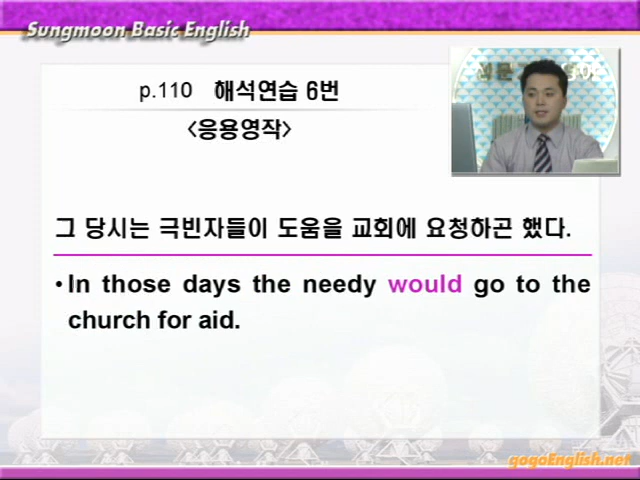 Sungmoon Basic English
p.110 해석연습 6번
<응용영작>
그 당시는 극빈자들이 도움을 교회에 요청하곤 했다.
• In those days the needy would go to the
church for aid.
gogoEnglish.net